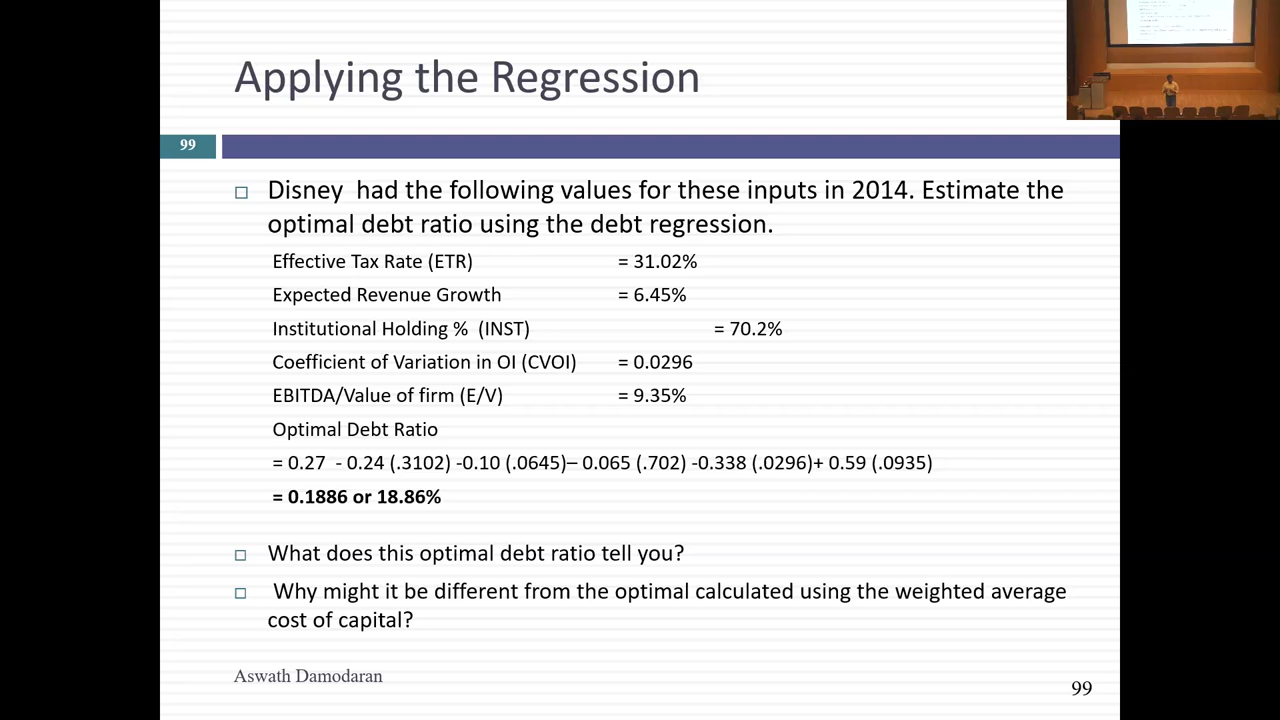 Applying the Regression
99
□ Disney had the following values for these inputs in 2014. Estimate the
optimal debt ratio using the debt regression.
Effective Tax Rate (ETR) = 31.02%
Expected Revenue Growth = 6.45%
Institutional Holding % (INST) = 70.2%
Coefficient of Variation in OI (CVOI) = 0.0296
EBITDA/Value of firm (E/V) = 9.35%
Optimal Debt Ratio
= 0.27 - 0.24 (.3102) -0.10 (.0645)– 0.065 (.702) -0.338 (.0296)+ 0.59 (.0935)
= 0.1886 or 18.86%
□ What does this optimal debt ratio tell you?
□ Why might it be different from the optimal calculated using the weighted average
cost of capital?
Aswath Damodaran
99